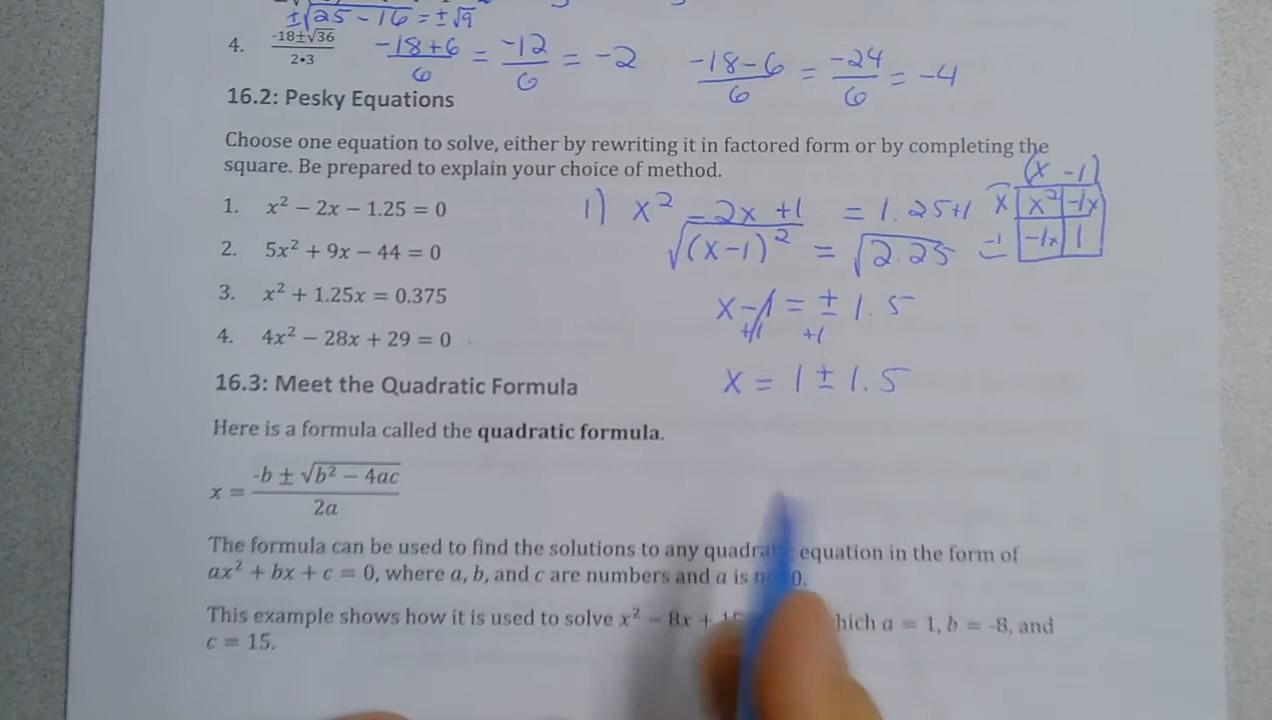 ±√25 - 16 = ±√9
4. -18±√36 / 2•3 -18+6 / 6 = -12 / 6 = -2 -18-6 / 6 = -24 / 6 = -4
16.2: Pesky Equations
Choose one equation to solve, either by rewriting it in factored form or by completing the
square. Be prepared to explain your choice of method.
(x -1)
1. x² − 2x − 1.25 = 0
1) x² - 2x +1 = 1.25+1
x x² -1x
2. 5x² + 9x − 44 = 0
√(x-1)² = √2.25
-1 -1x 1
3. x² + 1.25x = 0.375
x - 1 = ± 1.5
+1 +1
4. 4x² − 28x + 29 = 0
x = 1 ± 1.5
16.3: Meet the Quadratic Formula
Here is a formula called the quadratic formula.
x = -b ± √b² − 4ac / 2a
The formula can be used to find the solutions to any equation in the form of
ax² + bx + c = 0, where a, b, and c are numbers and a is 0.
This example shows how it is used to solve x² − 8x + a = 1, b = -8, and
c = 15.